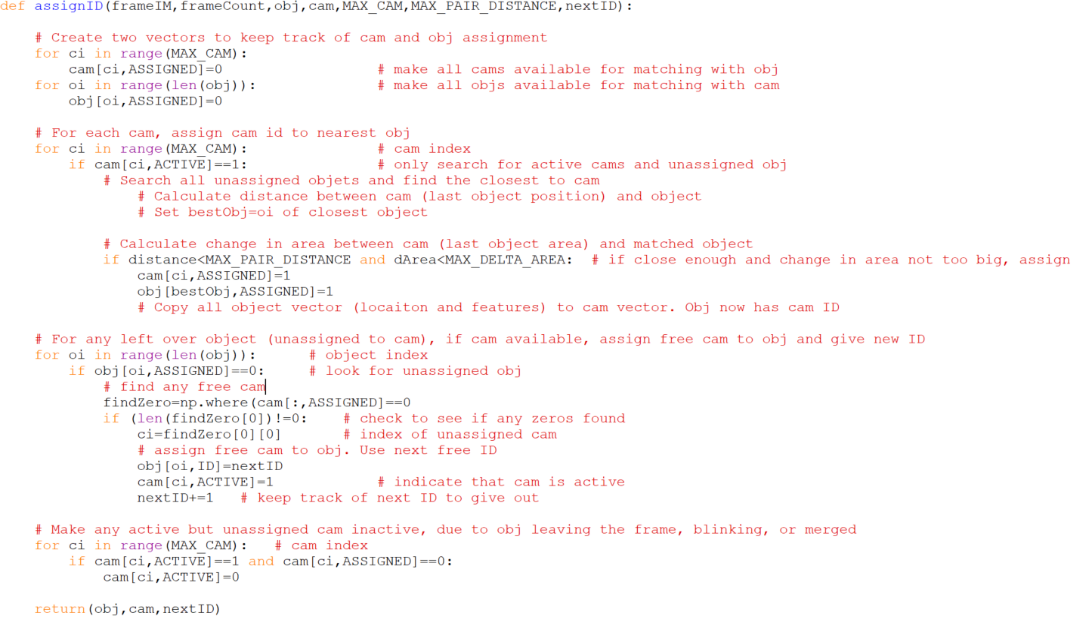 def assignID(frameIM,frameCount,obj,cam,MAX_CAM,MAX_PAIR_DISTANCE,nextID):
# Create two vectors to keep track of cam and obj assignment
for ci in range(MAX_CAM):
cam[ci,ASSIGNED]=0 # make all cams available for matching with obj
for oi in range(len(obj)): # make all objs available for matching with cam
obj[oi,ASSIGNED]=0
# For each cam, assign cam id to nearest obj
for ci in range(MAX_CAM): # cam index
if cam[ci,ACTIVE]==1: # only search for active cams and unassigned obj
# Search all unassigned objets and find the closest to cam
# Calculate distance between cam (last object position) and object
# Set bestObj=oi of closest object
# Calculate change in area between cam (last object area) and matched object
if distance<MAX_PAIR_DISTANCE and dArea<MAX_DELTA_AREA: # if close enough and change in area not too big, assign
cam[ci,ASSIGNED]=1
obj[bestObj,ASSIGNED]=1
# Copy all object vector (locaiton and features) to cam vector. Obj now has cam ID
# For any left over object (unassigned to cam), if cam available, assign free cam to obj and give new ID
for oi in range(len(obj)): # object index
if obj[oi,ASSIGNED]==0: # look for unassigned obj
# find any free cam
findZero=np.where(cam[:,ASSIGNED]==0
if (len(findZero[0])!=0: # check to see if any zeros found
ci=findZero[0][0] # index of unassigned cam
# assign free cam to obj. Use next free ID
obj[oi,ID]=nextID
cam[ci,ACTIVE]=1 # indicate that cam is active
nextID+=1 # keep track of next ID to give out
# Make any active but unassigned cam inactive, due to obj leaving the frame, blinking, or merged
for ci in range(MAX_CAM): # cam index
if cam[ci,ACTIVE]==1 and cam[ci,ASSIGNED]==0:
cam[ci,ACTIVE]=0
return(obj,cam,nextID)